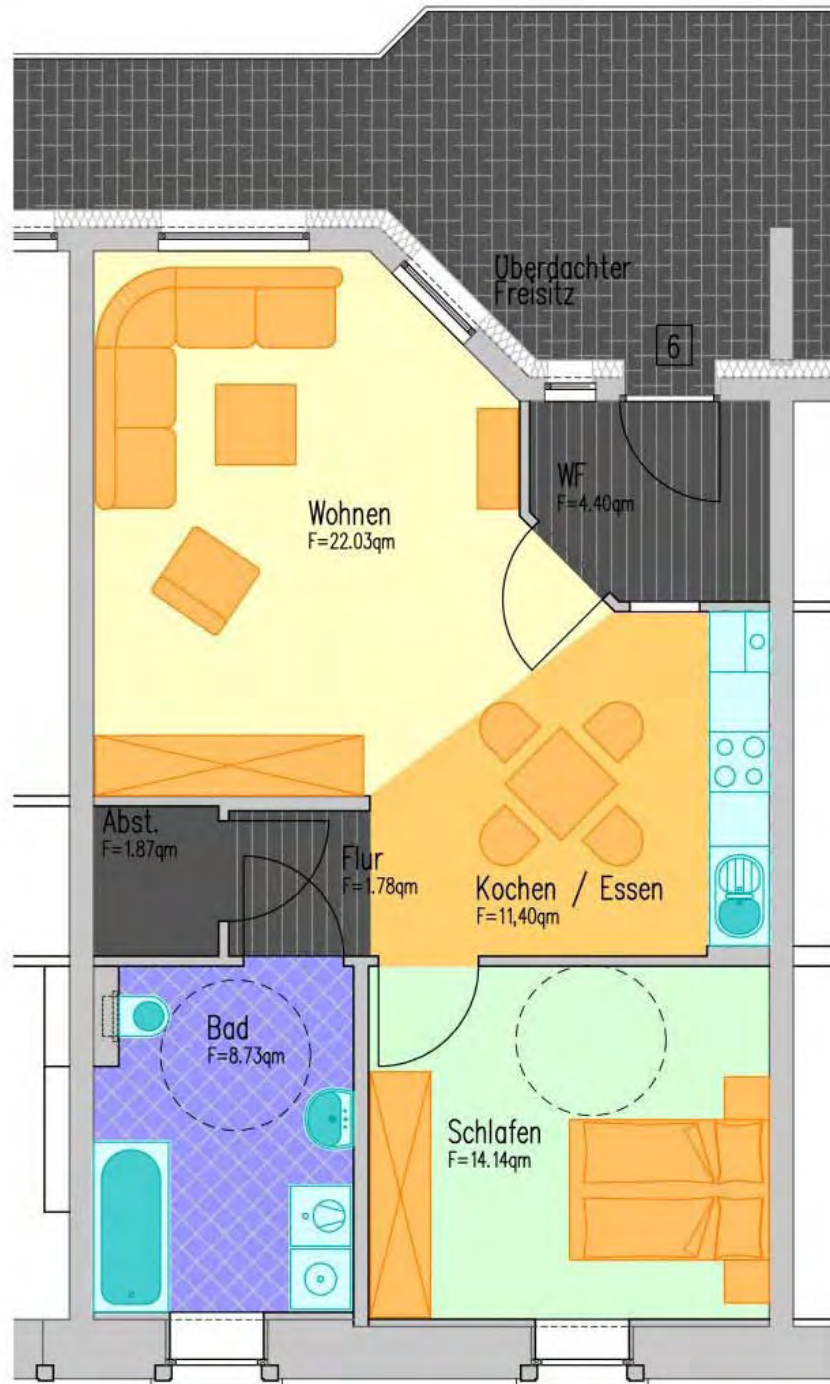 Überdachter
Freisitz
6
WF
F=4.40qm
Wohnen
F=22.03qm
Abst.
F=1.87qm
Flur
F=1.78qm
Kochen / Essen
F=11,40qm
Bad
F=8.73qm
Schlafen
F=14.14qm